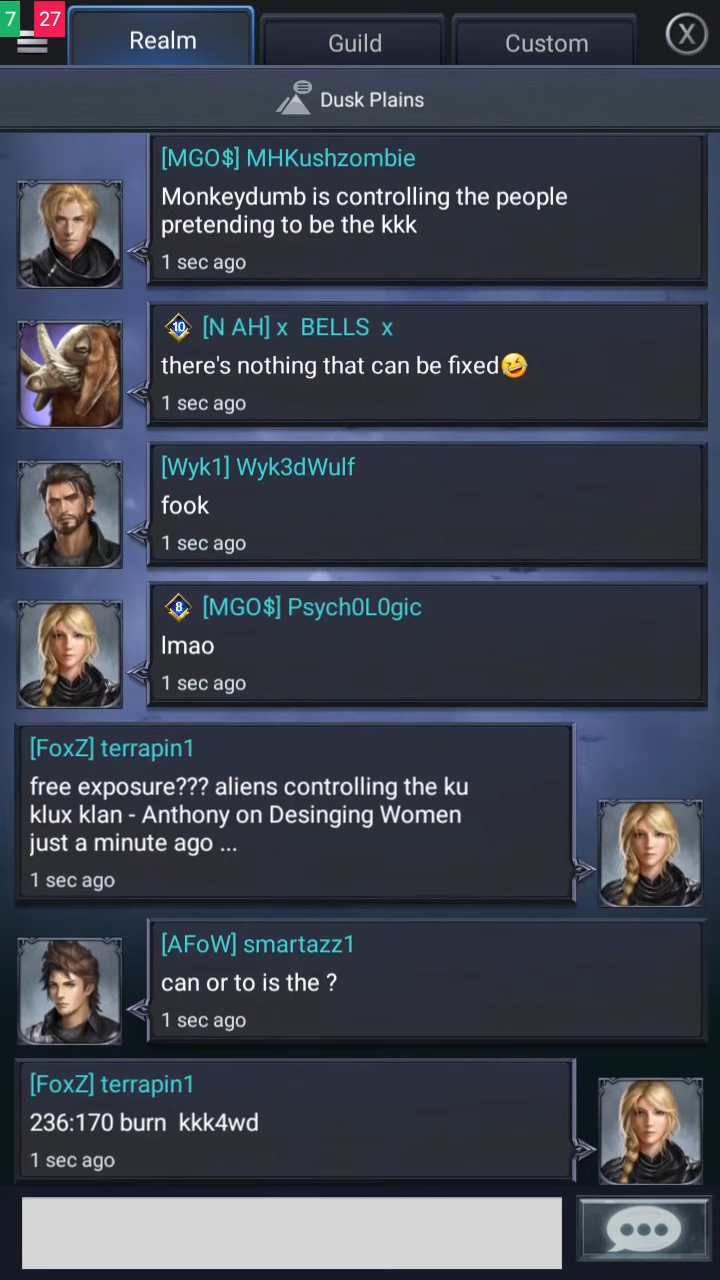 7 27
Realm
Guild
Custom
X
Dusk Plains
[MGO$] MHKushzombie
Monkeydumb is controlling the people
pretending to be the kkk
1 sec ago
10 [N AH] x BELLS x
there's nothing that can be fixed🤣
1 sec ago
[Wyk1] Wyk3dWulf
fook
1 sec ago
8 [MGO$] Psych0L0gic
lmao
1 sec ago
[FoxZ] terrapin1
free exposure??? aliens controlling the ku
klux klan - Anthony on Desinging Women
just a minute ago ...
1 sec ago
[AFoW] smartazz1
can or to is the ?
1 sec ago
[FoxZ] terrapin1
236:170 burn kkk4wd
1 sec ago